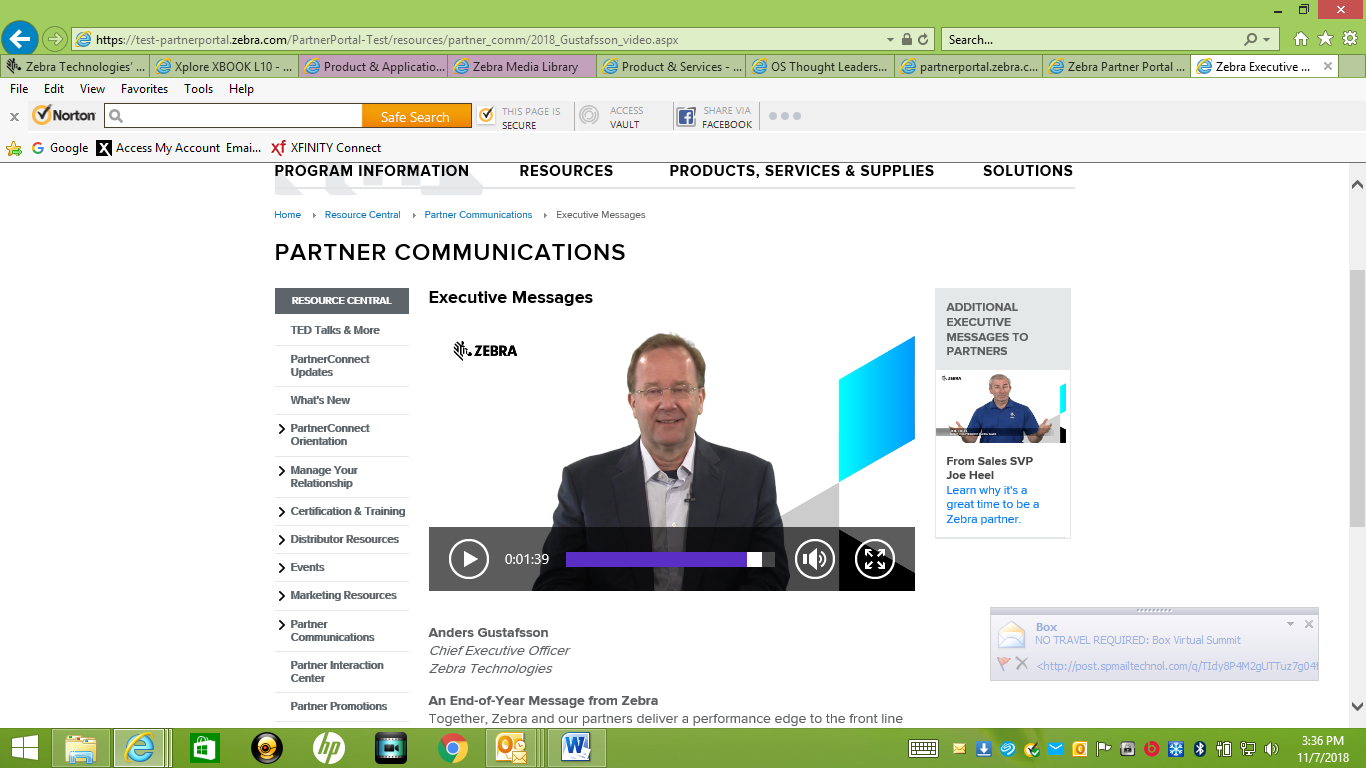 https://test-partnerportal.zebra.com/PartnerPortal-Test/resources/partner_comm/2018_Gustafsson_video.aspx
Search...
Zebra Technologies' ...
Xplore XBOOK L10 - ...
Product & Applicatio...
Zebra Media Library
Product & Services - ...
OS Thought Leaders...
partnerportal.zebra.c...
Zebra Partner Portal ...
Zebra Executive ...
File Edit View Favorites Tools Help
Norton
Safe Search
THIS PAGE IS
SECURE
ACCESS
VAULT
SHARE VIA
FACEBOOK
Google
Access My Account Emai...
XFINITY Connect
PROGRAM INFORMATION
RESOURCES
PRODUCTS, SERVICES & SUPPLIES
SOLUTIONS
Home
Resource Central
Partner Communications
Executive Messages
PARTNER COMMUNICATIONS
RESOURCE CENTRAL
TED Talks & More
PartnerConnect
Updates
What's New
PartnerConnect
Orientation
Manage Your
Relationship
Certification & Training
Distributor Resources
Events
Marketing Resources
Partner
Communications
Partner Interaction
Center
Partner Promotions
Executive Messages
ZEBRA
0:01:39
Anders Gustafsson
Chief Executive Officer
Zebra Technologies
An End-of-Year Message from Zebra
Together, Zebra and our partners deliver a performance edge to the front line
ADDITIONAL
EXECUTIVE
MESSAGES TO
PARTNERS
ZEBRA
From Sales SVP
Joe Heel
Learn why it's a
great time to be a
Zebra partner.
Box
NO TRAVEL REQUIRED: Box Virtual Summit
3:36 PM
11/7/2018